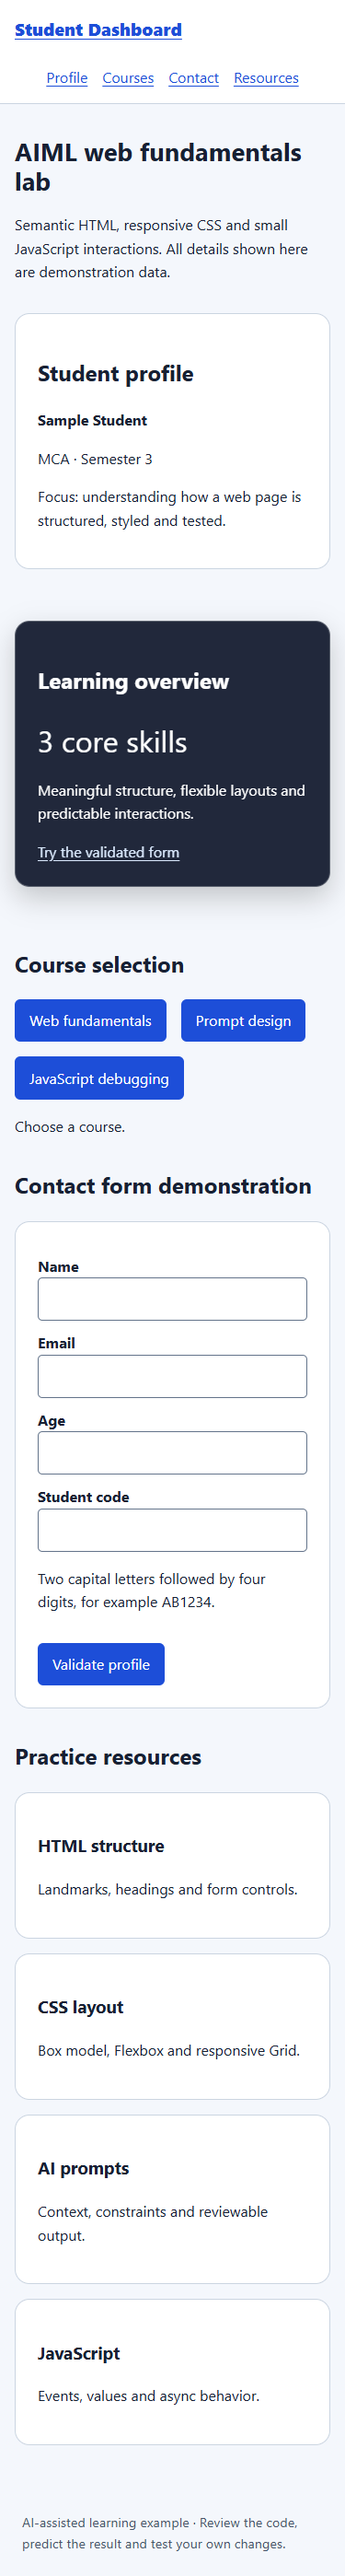 Student Dashboard
Profile Courses Contact Resources
AIML web fundamentals
lab
Semantic HTML, responsive CSS and small
JavaScript interactions. All details shown here
are demonstration data.
Student profile
Sample Student
MCA · Semester 3
Focus: understanding how a web page is
structured, styled and tested.
Learning overview
3 core skills
Meaningful structure, flexible layouts and
predictable interactions.
Try the validated form
Course selection
Web fundamentals Prompt design
JavaScript debugging
Choose a course.
Contact form demonstration
Name
Email
Age
Student code
Two capital letters followed by four
digits, for example AB1234.
Validate profile
Practice resources
HTML structure
Landmarks, headings and form controls.
CSS layout
Box model, Flexbox and responsive Grid.
AI prompts
Context, constraints and reviewable
output.
JavaScript
Events, values and async behavior.
AI-assisted learning example · Review the code,
predict the result and test your own changes.